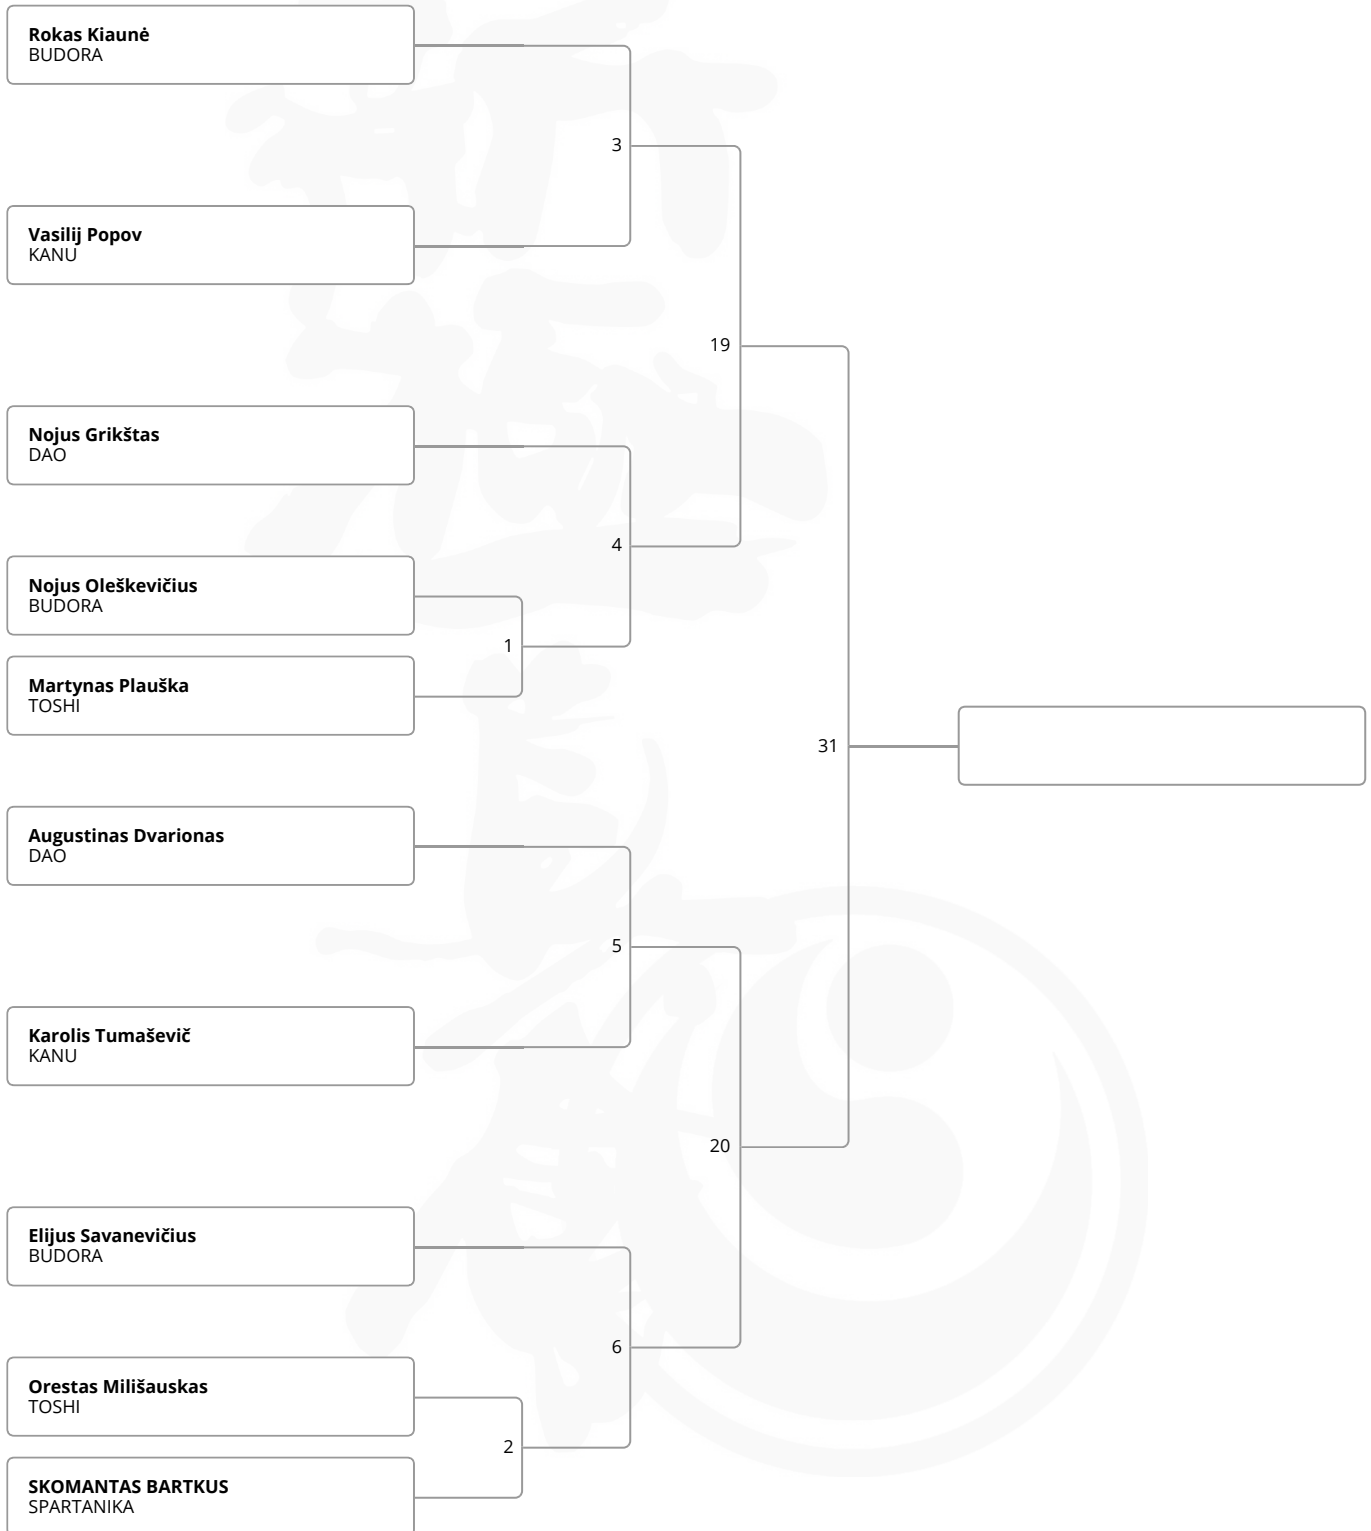 Rokas Kiaunė
BUDORA
3
Vasilij Popov
KANU
19
Nojus Grikštas
DAO
4
Nojus Oleškevičius
BUDORA
1
Martynas Plauška
TOSHI
31
Augustinas Dvarionas
DAO
5
Karolis Tumaševič
KANU
20
Elijus Savanevičius
BUDORA
6
Orestas Milišauskas
TOSHI
2
SKOMANTAS BARTKUS
SPARTANIKA